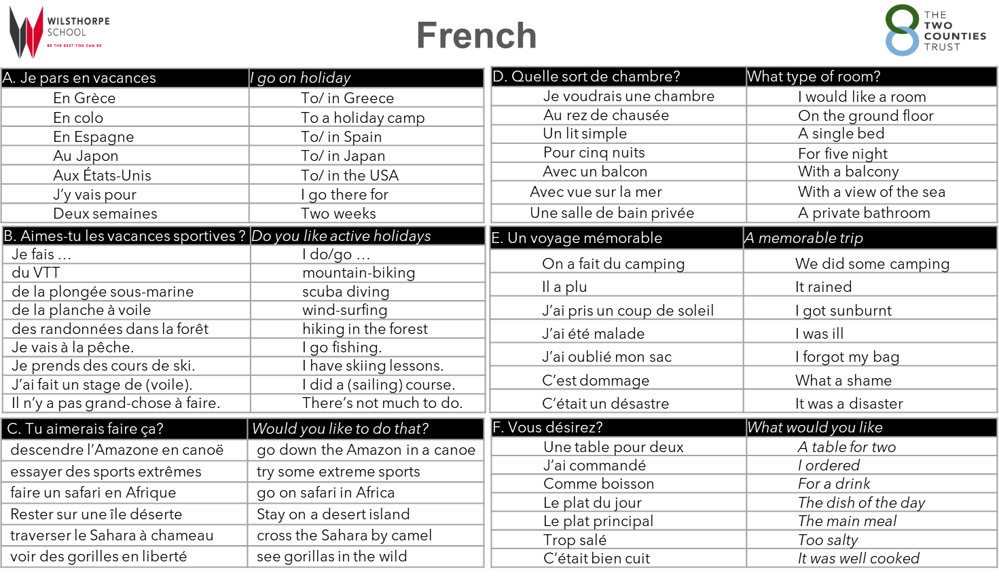 WILSTHORPE
SCHOOL
BE THE BEST YOU CAN BE
French
THE
TWO
COUNTIES
TRUST
A. Je pars en vacances I go on holiday
En Grèce To/ in Greece
En colo To a holiday camp
En Espagne To/ in Spain
Au Japon To/ in Japan
Aux États-Unis To/ in the USA
J’y vais pour I go there for
Deux semaines Two weeks
B. Aimes-tu les vacances sportives ? Do you like active holidays
Je fais … I do/go …
du VTT mountain-biking
de la plongée sous-marine scuba diving
de la planche à voile wind-surfing
des randonnées dans la forêt hiking in the forest
Je vais à la pêche. I go fishing.
Je prends des cours de ski. I have skiing lessons.
J’ai fait un stage de (voile). I did a (sailing) course.
Il n’y a pas grand-chose à faire. There’s not much to do.
C. Tu aimerais faire ça? Would you like to do that?
descendre l’Amazone en canoë go down the Amazon in a canoe
essayer des sports extrêmes try some extreme sports
faire un safari en Afrique go on safari in Africa
Rester sur une île déserte Stay on a desert island
traverser le Sahara à chameau cross the Sahara by camel
voir des gorilles en liberté see gorillas in the wild
D. Quelle sort de chambre? What type of room?
Je voudrais une chambre I would like a room
Au rez de chausée On the ground floor
Un lit simple A single bed
Pour cinq nuits For five night
Avec un balcon With a balcony
Avec vue sur la mer With a view of the sea
Une salle de bain privée A private bathroom
E. Un voyage mémorable A memorable trip
On a fait du camping We did some camping
Il a plu It rained
J’ai pris un coup de soleil I got sunburnt
J’ai été malade I was ill
J’ai oublié mon sac I forgot my bag
C’est dommage What a shame
C’était un désastre It was a disaster
F. Vous désirez? What would you like
Une table pour deux A table for two
J’ai commandé I ordered
Comme boisson For a drink
Le plat du jour The dish of the day
Le plat principal The main meal
Trop salé Too salty
C’était bien cuit It was well cooked